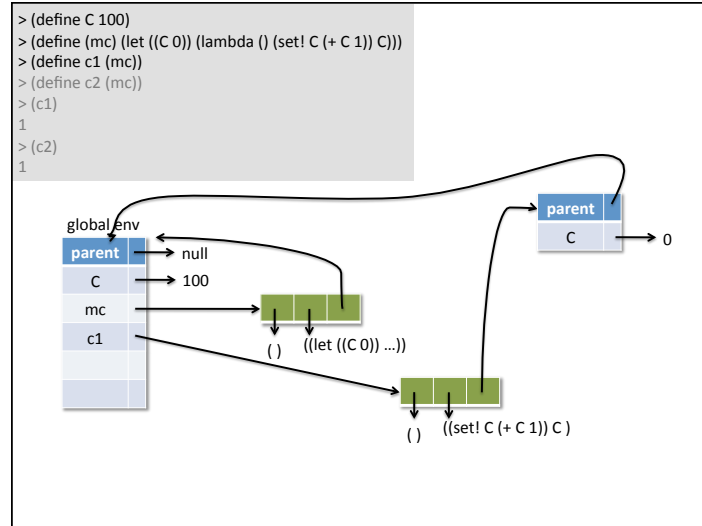 > (define C 100)
> (define (mc) (let ((C 0)) (lambda () (set! C (+ C 1)) C)))
> (define c1 (mc))
> (define c2 (mc))
> (c1)
1
> (c2)
1
parent
C
0
global env
parent
null
C
100
mc
c1
( )
((let ((C 0)) ...))
( )
((set! C (+ C 1)) C )